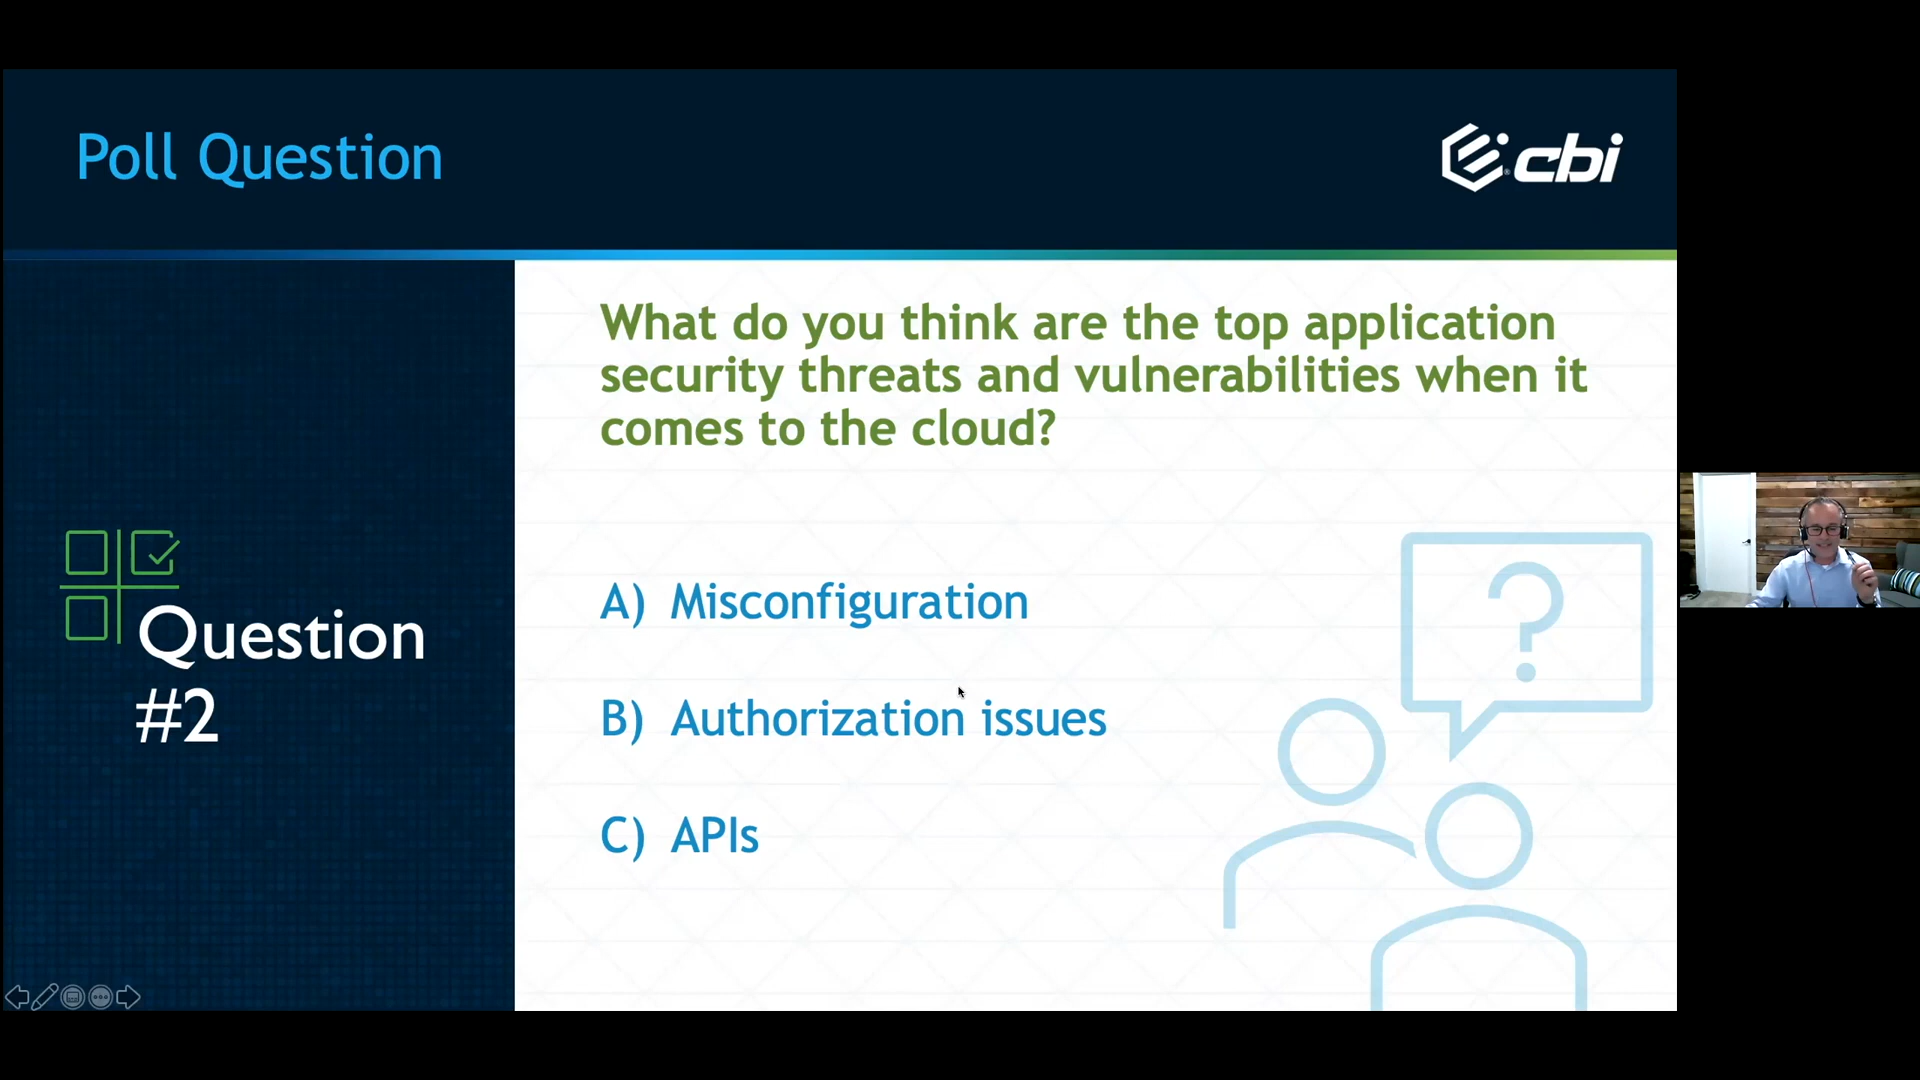 Poll Question
cbi
What do you think are the top application
security threats and vulnerabilities when it
comes to the cloud?
Question
#2
A) Misconfiguration
B) Authorization issues
C) APIs